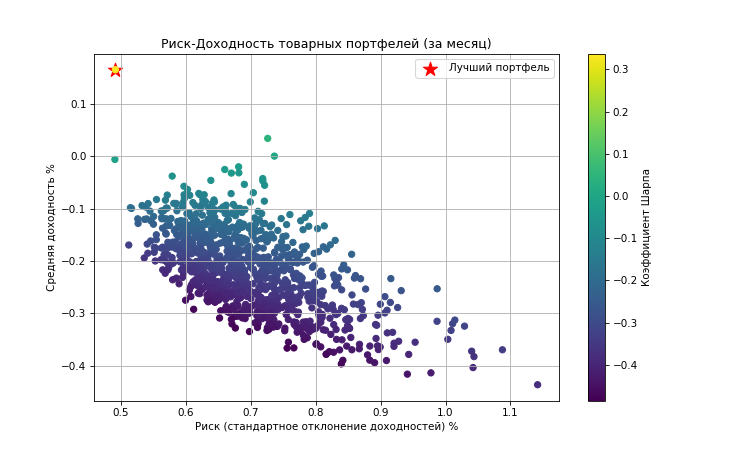 Риск-Доходность товарных портфелей (за месяц)
Лучший портфель
Средняя доходность %
0.1
0.0
−0.1
−0.2
−0.3
−0.4
0.5 0.6 0.7 0.8 0.9 1.0 1.1
Риск (стандартное отклонение доходностей) %
0.3
0.2
0.1
0.0
−0.1
−0.2
−0.3
−0.4
Коэффициент Шарпа